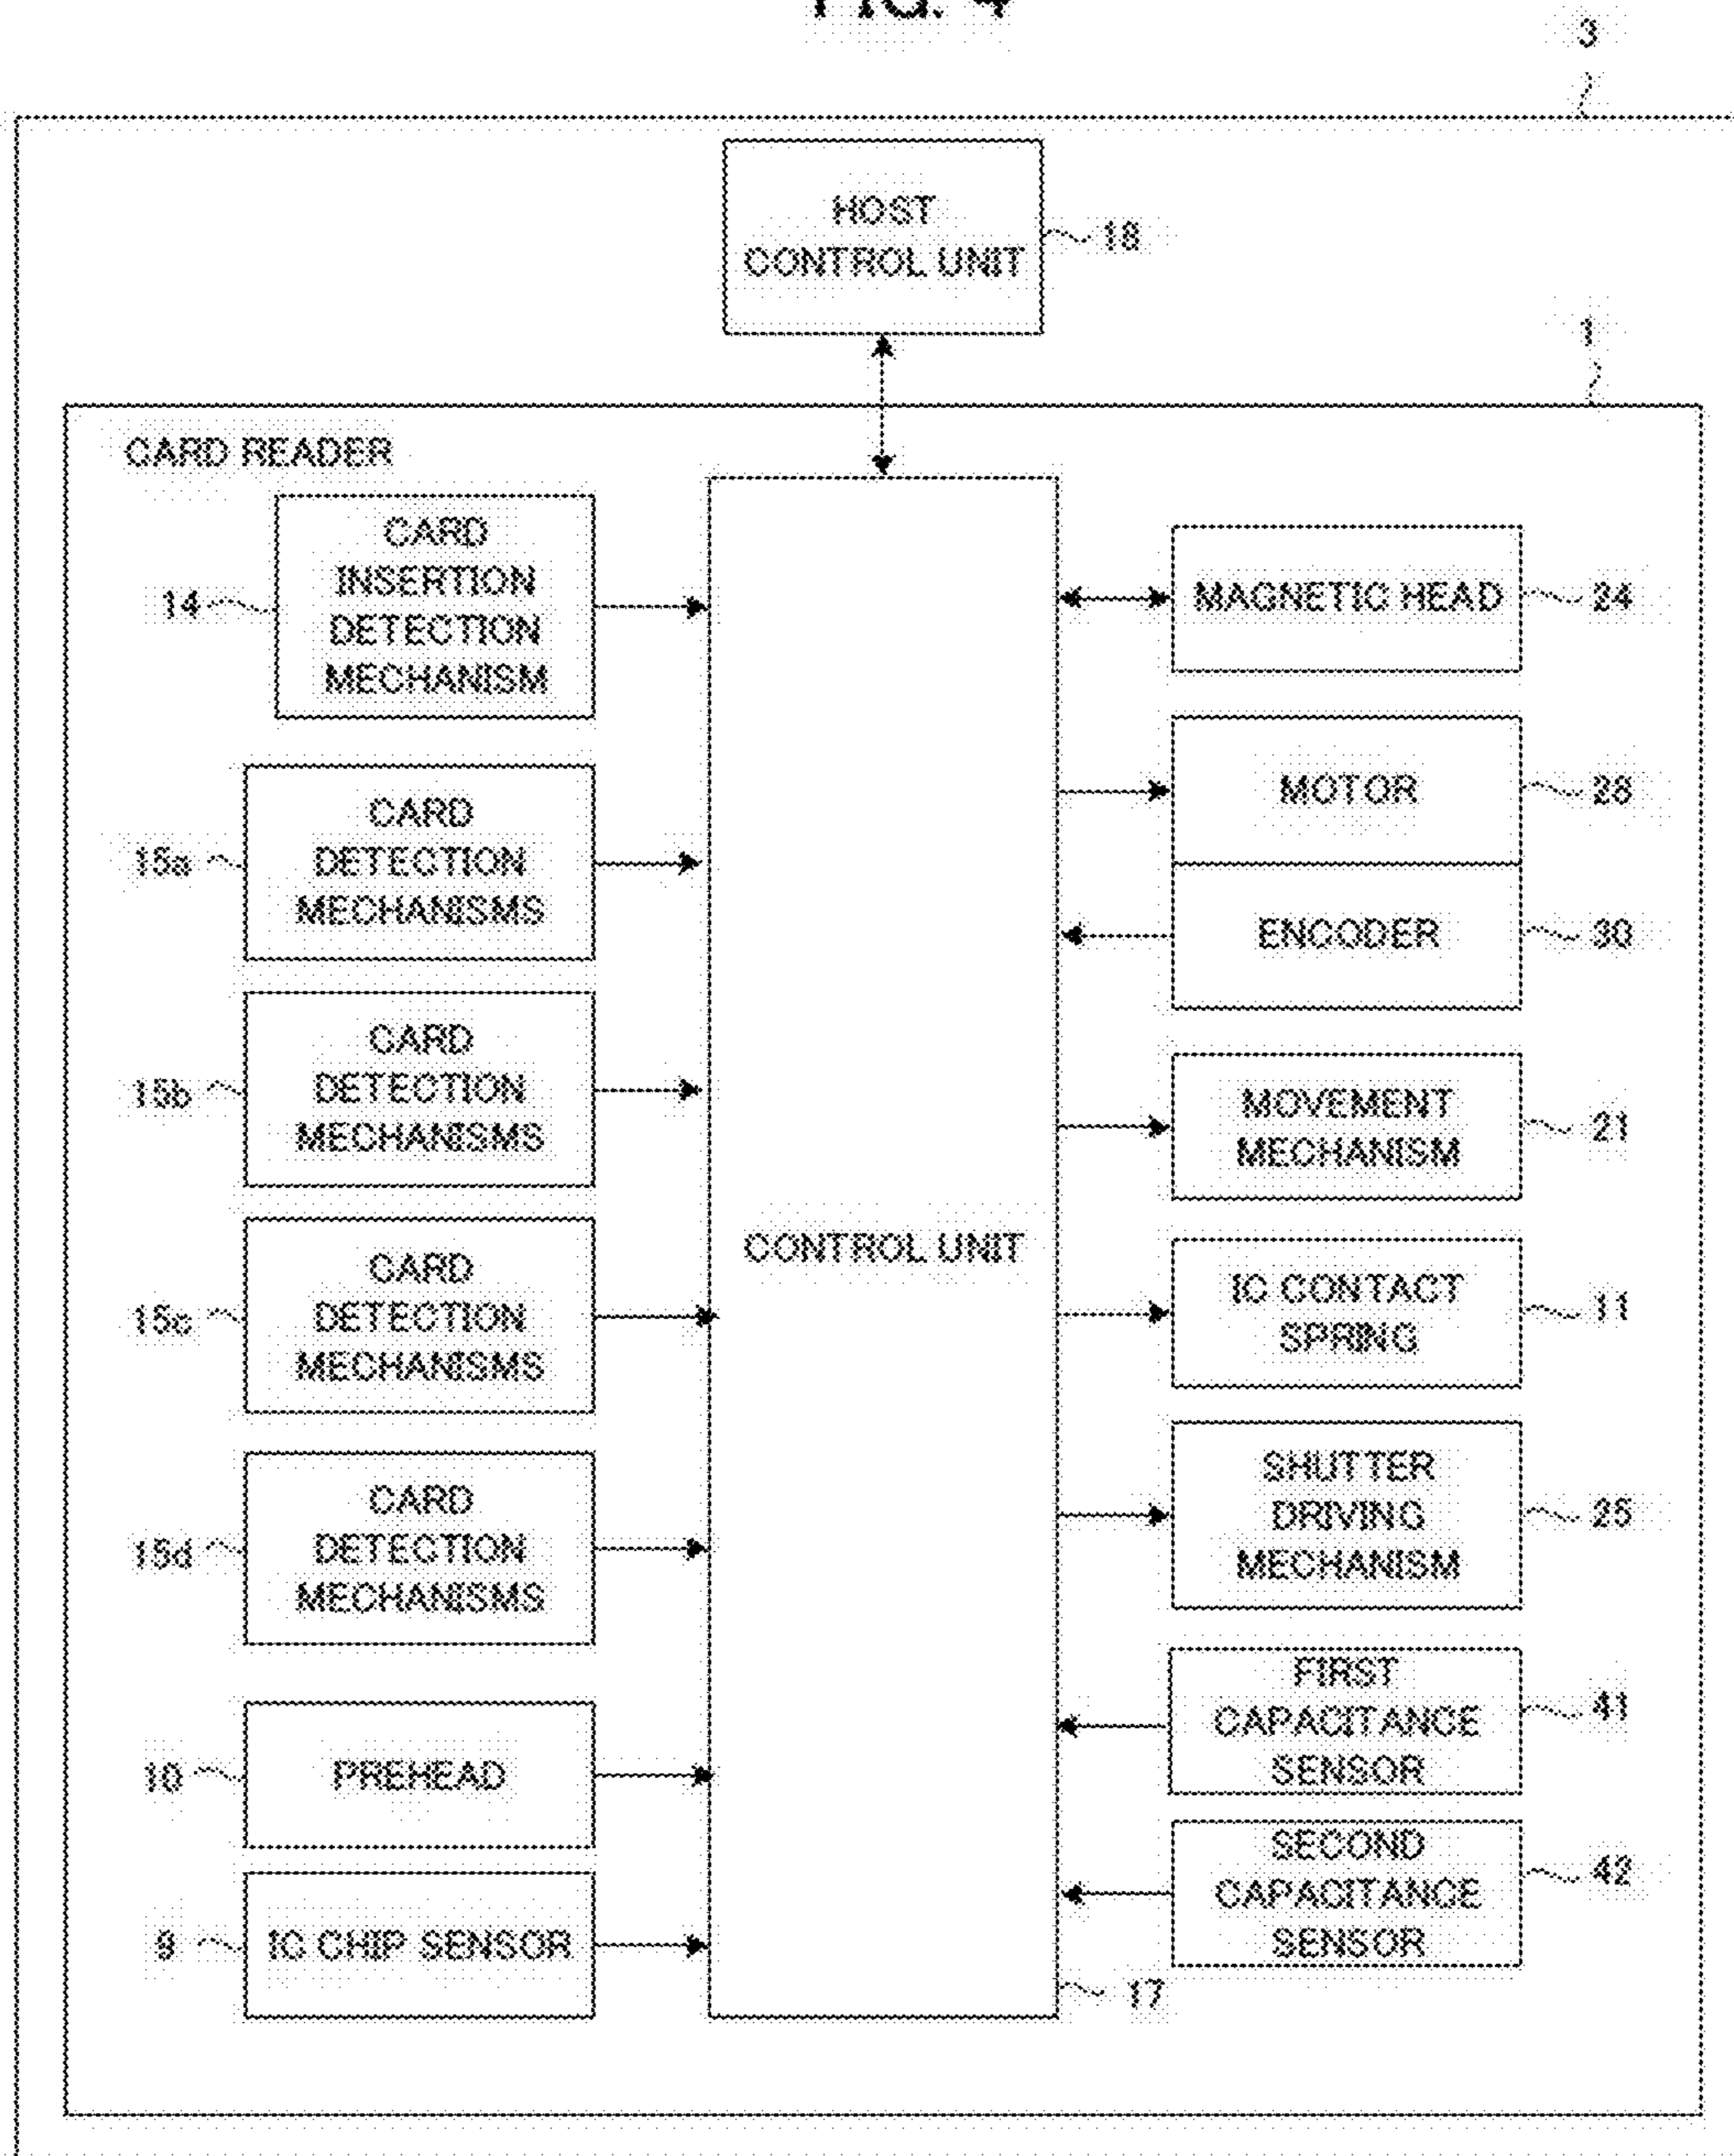 FIG. 4
3
HOST
CONTROL UNIT
18
1
CARD READER
CARD
INSERTION
DETECTION
MECHANISM
14
CARD
DETECTION
MECHANISMS
15a
CARD
DETECTION
MECHANISMS
15b
CARD
DETECTION
MECHANISMS
15c
CARD
DETECTION
MECHANISMS
15d
PREHEAD
10
IC CHIP SENSOR
9
CONTROL UNIT
17
MAGNETIC HEAD
24
MOTOR
28
ENCODER
30
MOVEMENT
MECHANISM
21
IC CONTACT
SPRING
11
SHUTTER
DRIVING
MECHANISM
25
FIRST
CAPACITANCE
SENSOR
41
SECOND
CAPACITANCE
SENSOR
42